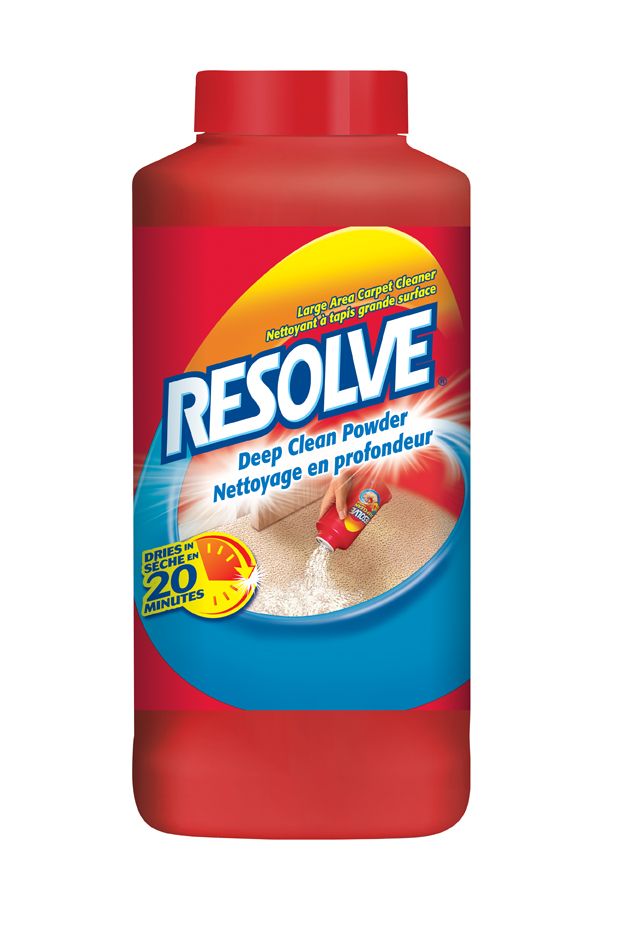 Large Area Carpet Cleaner
Nettoyant à tapis grande surface
RESOLVE®
Deep Clean Powder
Nettoyage en profondeur
RESOLVE
DRIES IN
SÈCHE EN
20
MINUTES